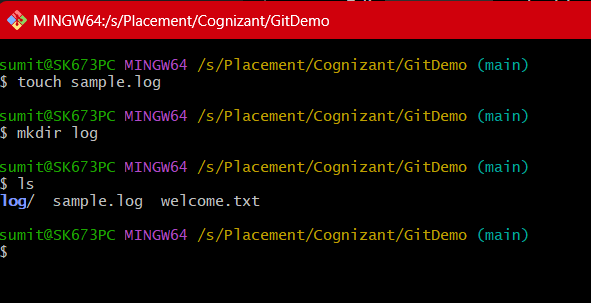 MINGW64:/s/Placement/Cognizant/GitDemo
sumit@SK673PC MINGW64 /s/Placement/Cognizant/GitDemo (main)
$ touch sample.log
sumit@SK673PC MINGW64 /s/Placement/Cognizant/GitDemo (main)
$ mkdir log
sumit@SK673PC MINGW64 /s/Placement/Cognizant/GitDemo (main)
$ ls
log/  sample.log  welcome.txt
sumit@SK673PC MINGW64 /s/Placement/Cognizant/GitDemo (main)
$